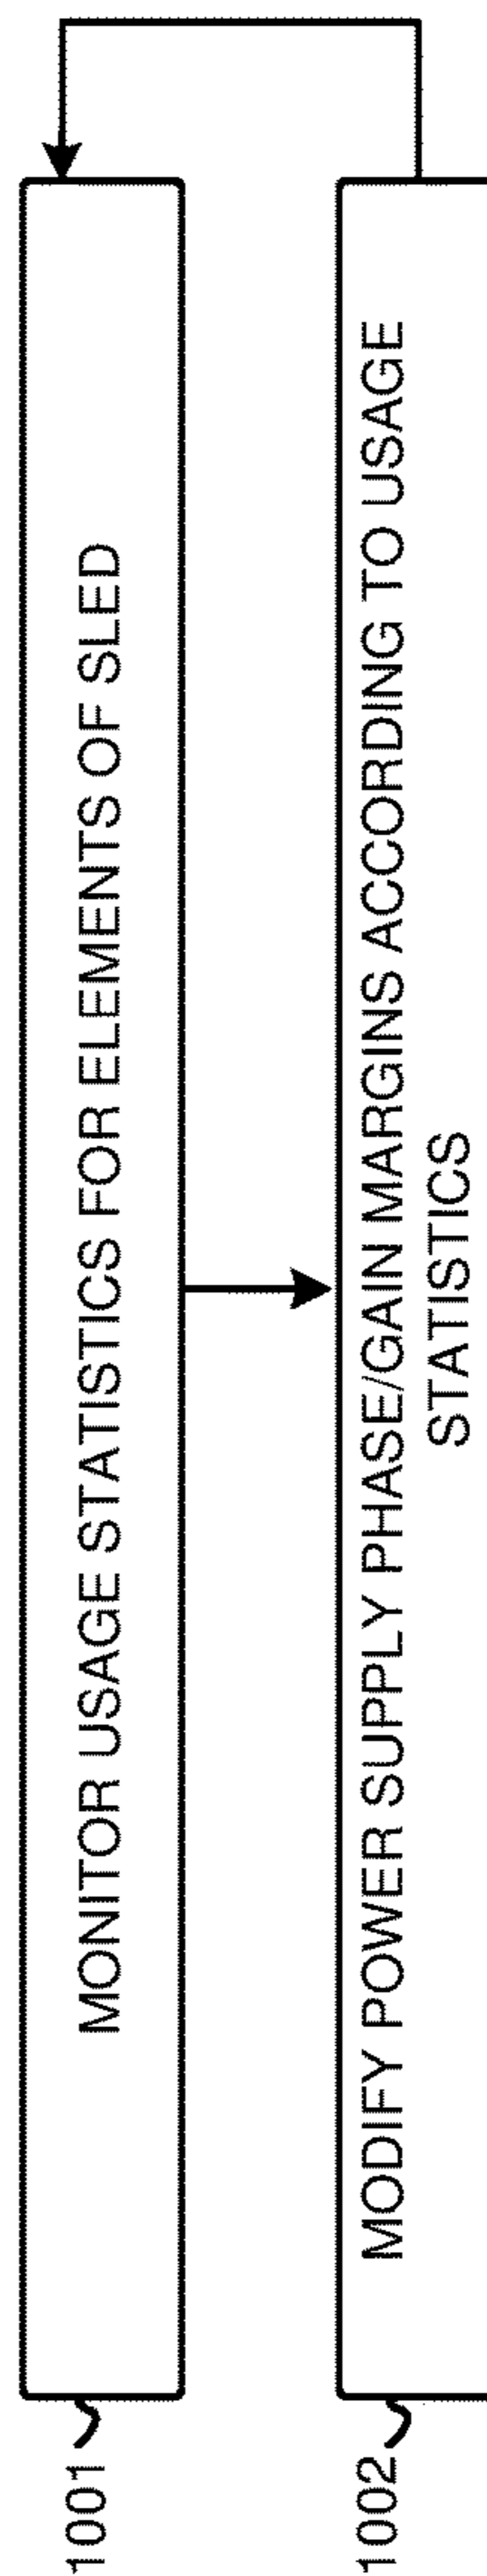 1001
MONITOR USAGE STATISTICS FOR ELEMENTS OF SLED
1002
MODIFY POWER SUPPLY PHASE/GAIN MARGINS ACCORDING TO USAGE
STATISTICS